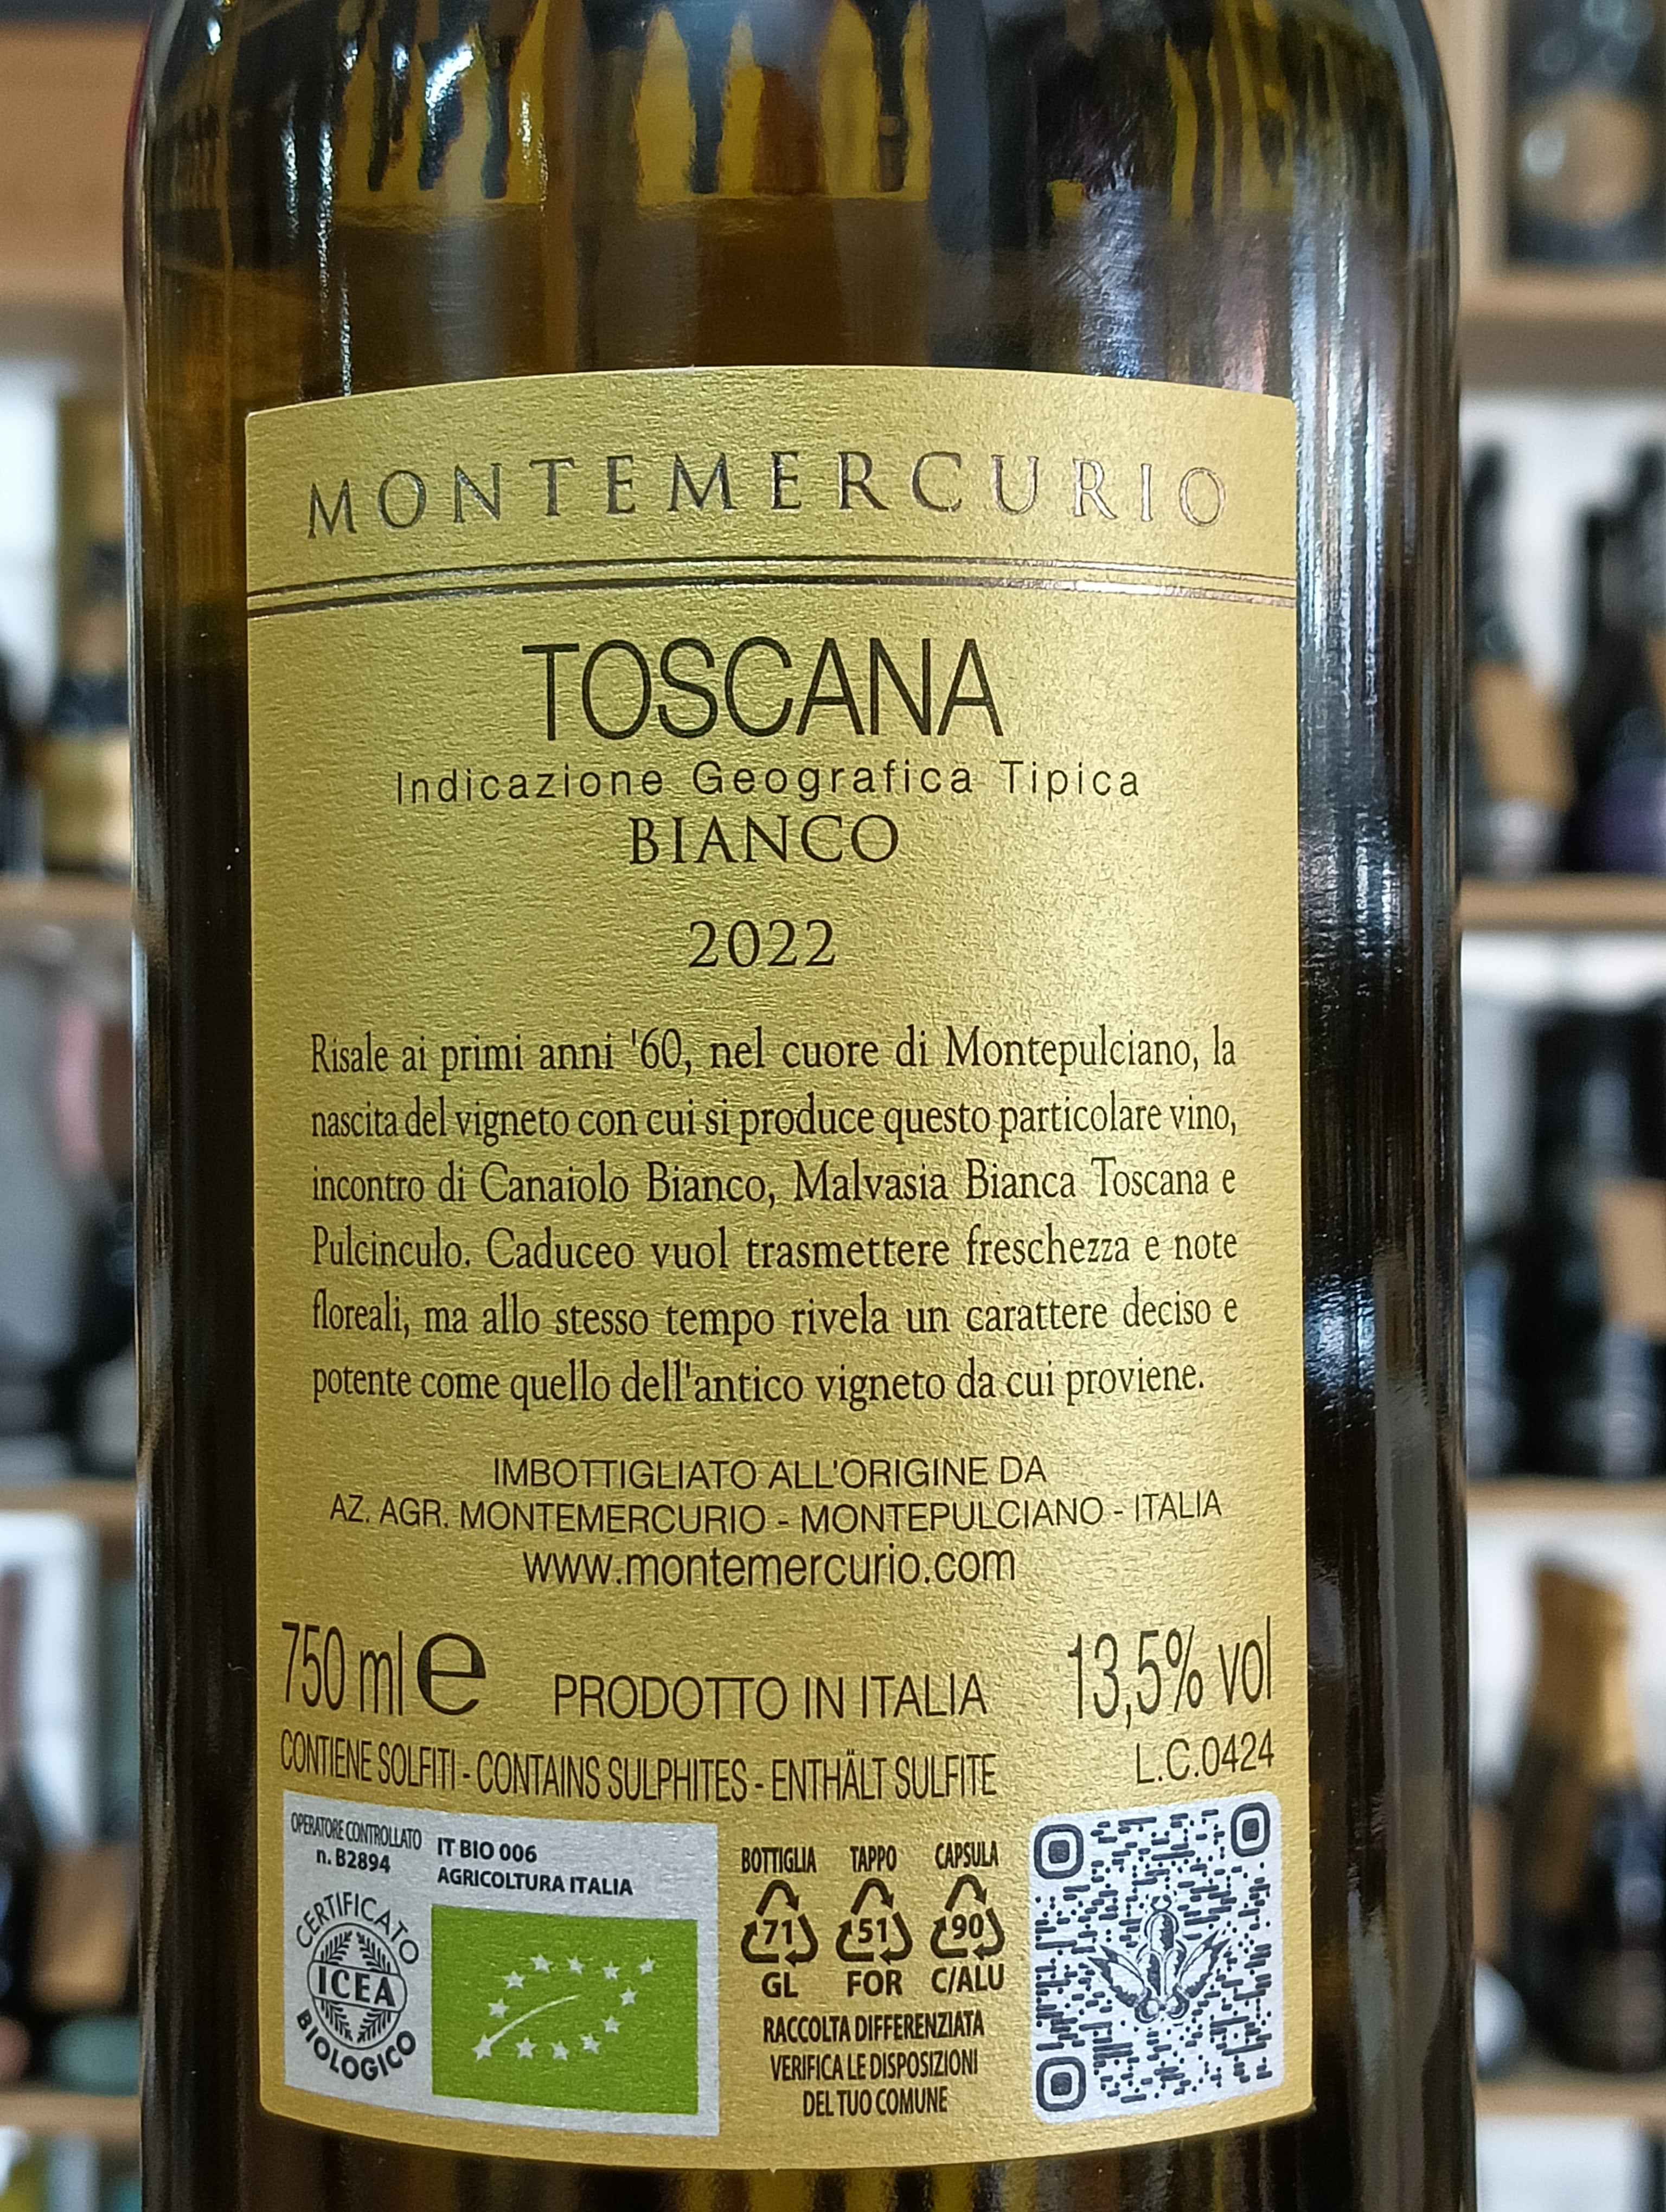 MONTEMERCURIO
TOSCANA
Indicazione Geografica Tipica
BIANCO
2022
Risale ai primi anni '60, nel cuore di Montepulciano, la
nascita del vigneto con cui si produce questo particolare vino,
incontro di Canaiolo Bianco, Malvasia Bianca Toscana e
Pulcinculo. Caduceo vuol trasmettere freschezza e note
floreali, ma allo stesso tempo rivela un carattere deciso e
potente come quello dell'antico vigneto da cui proviene.
IMBOTTIGLIATO ALL'ORIGINE DA
AZ. AGR. MONTEMERCURIO - MONTEPULCIANO - ITALIA
www.montemercurio.com
750 ml e PRODOTTO IN ITALIA 13,5% vol
CONTIENE SOLFITI - CONTAINS SULPHITES - ENTHÄLT SULFITE L.C.0424
OPERATORE CONTROLLATO
n. B2894
CERTIFICATO
ICEA
BIOLOGICO
IT BIO 006
AGRICOLTURA ITALIA
BOTTIGLIA TAPPO CAPSULA
71 51 90
GL FOR C/ALU
RACCOLTA DIFFERENZIATA
VERIFICA LE DISPOSIZIONI
DEL TUO COMUNE